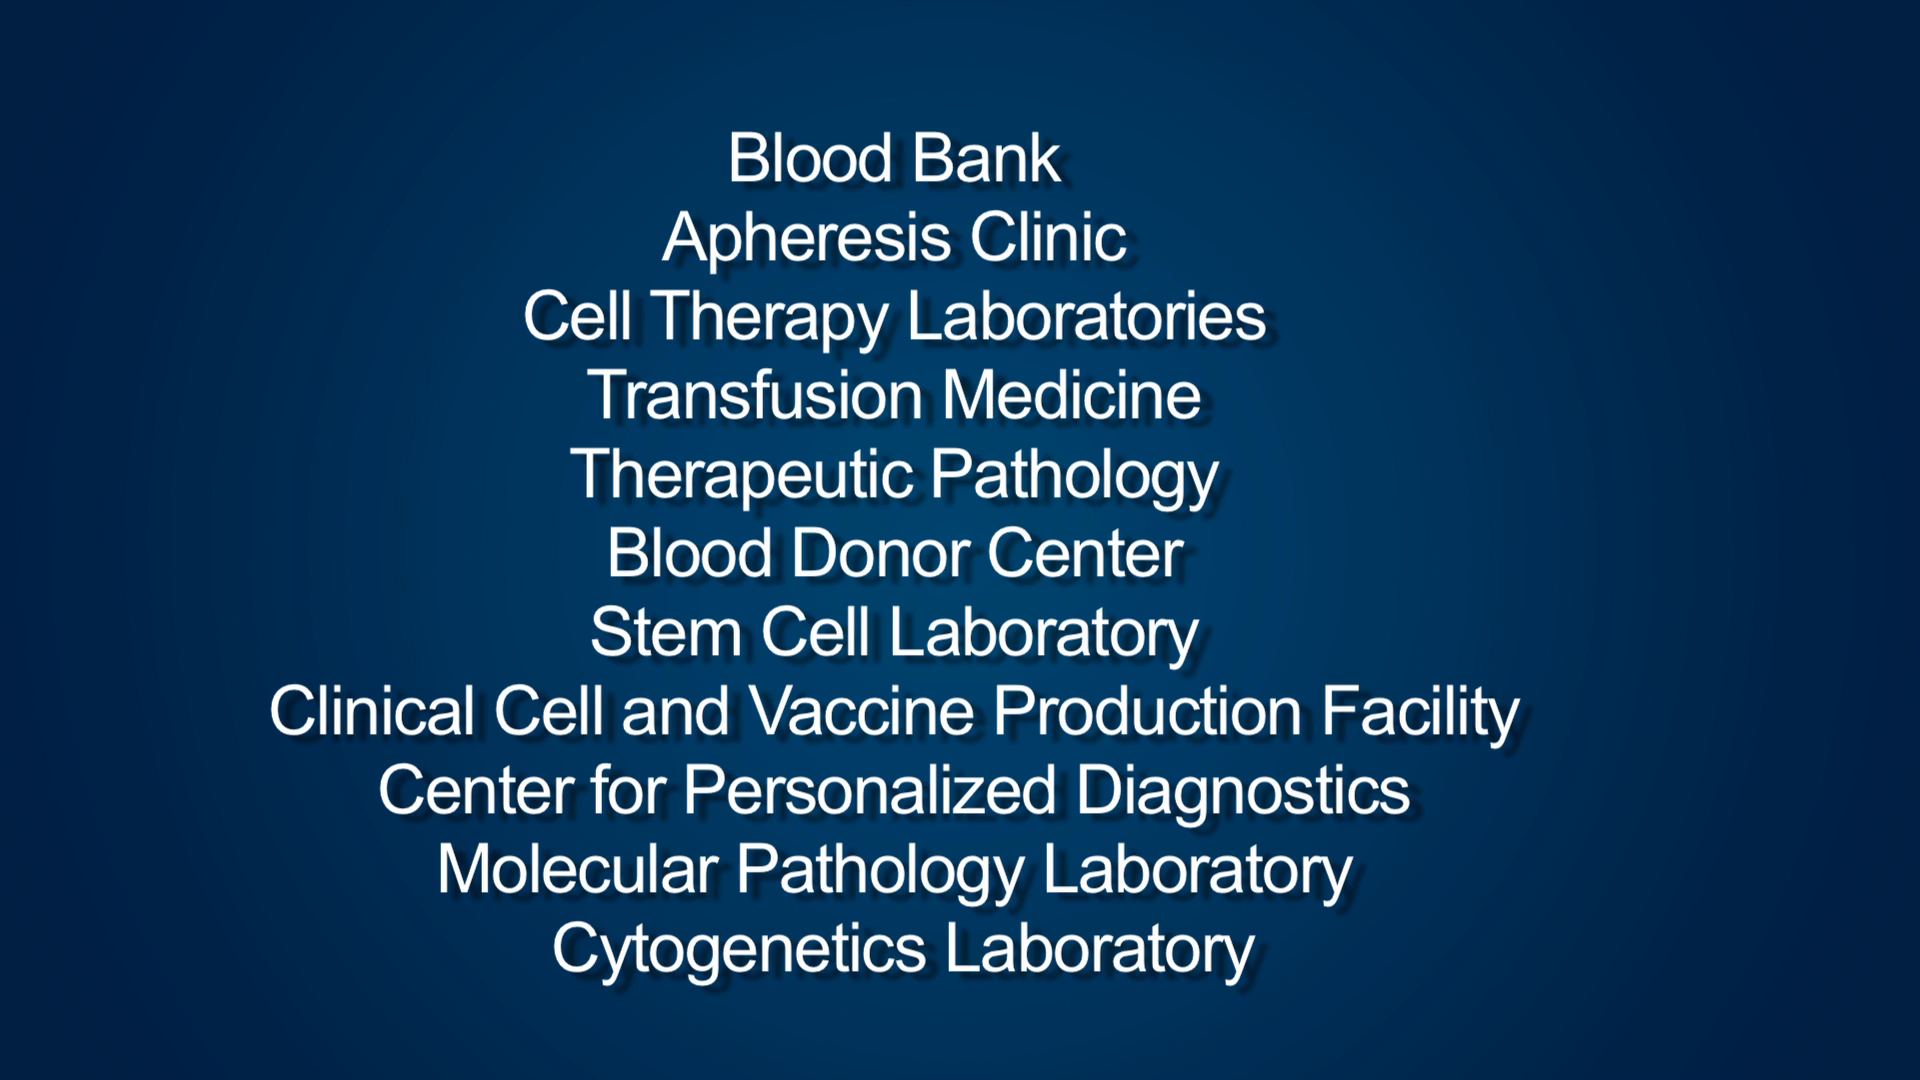 Blood Bank
Apheresis Clinic
Cell Therapy Laboratories
Transfusion Medicine
Therapeutic Pathology
Blood Donor Center
Stem Cell Laboratory
Clinical Cell and Vaccine Production Facility
Center for Personalized Diagnostics
Molecular Pathology Laboratory
Cytogenetics Laboratory